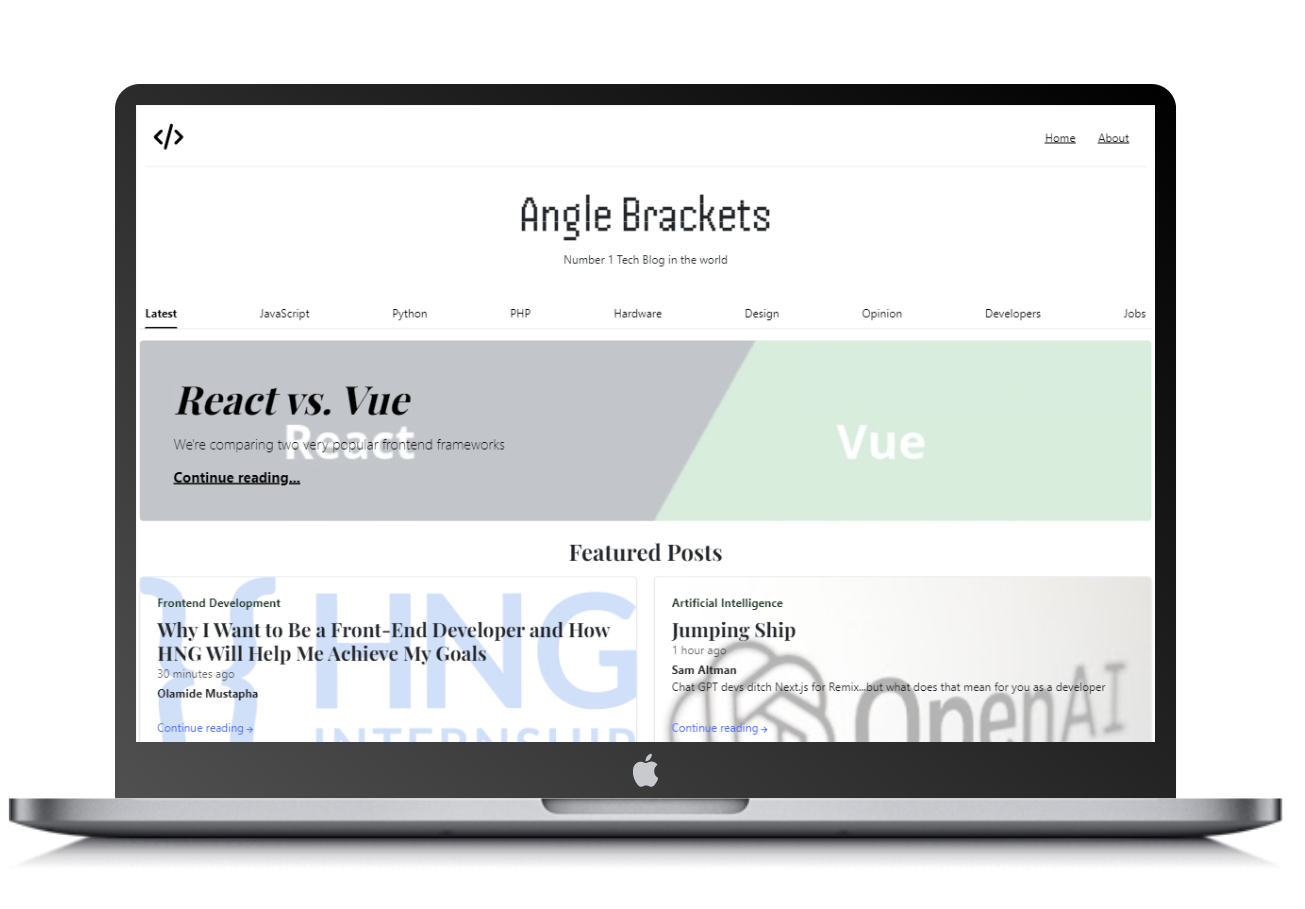 </>
Home About
Angle Brackets
Number 1 Tech Blog in the world
Latest JavaScript Python PHP Hardware Design Opinion Developers Jobs
React vs. Vue
React
Vue
We're comparing two very popular frontend frameworks
Continue reading...
Featured Posts
HNG
INTERNSHIP
Frontend Development
Why I Want to Be a Front-End Developer and How
HNG Will Help Me Achieve My Goals
30 minutes ago
Olamide Mustapha
Continue reading →
OpenAI
Artificial Intelligence
Jumping Ship
1 hour ago
Sam Altman
Chat GPT devs ditch Next.js for Remix...but what does that mean for you as a developer
Continue reading →